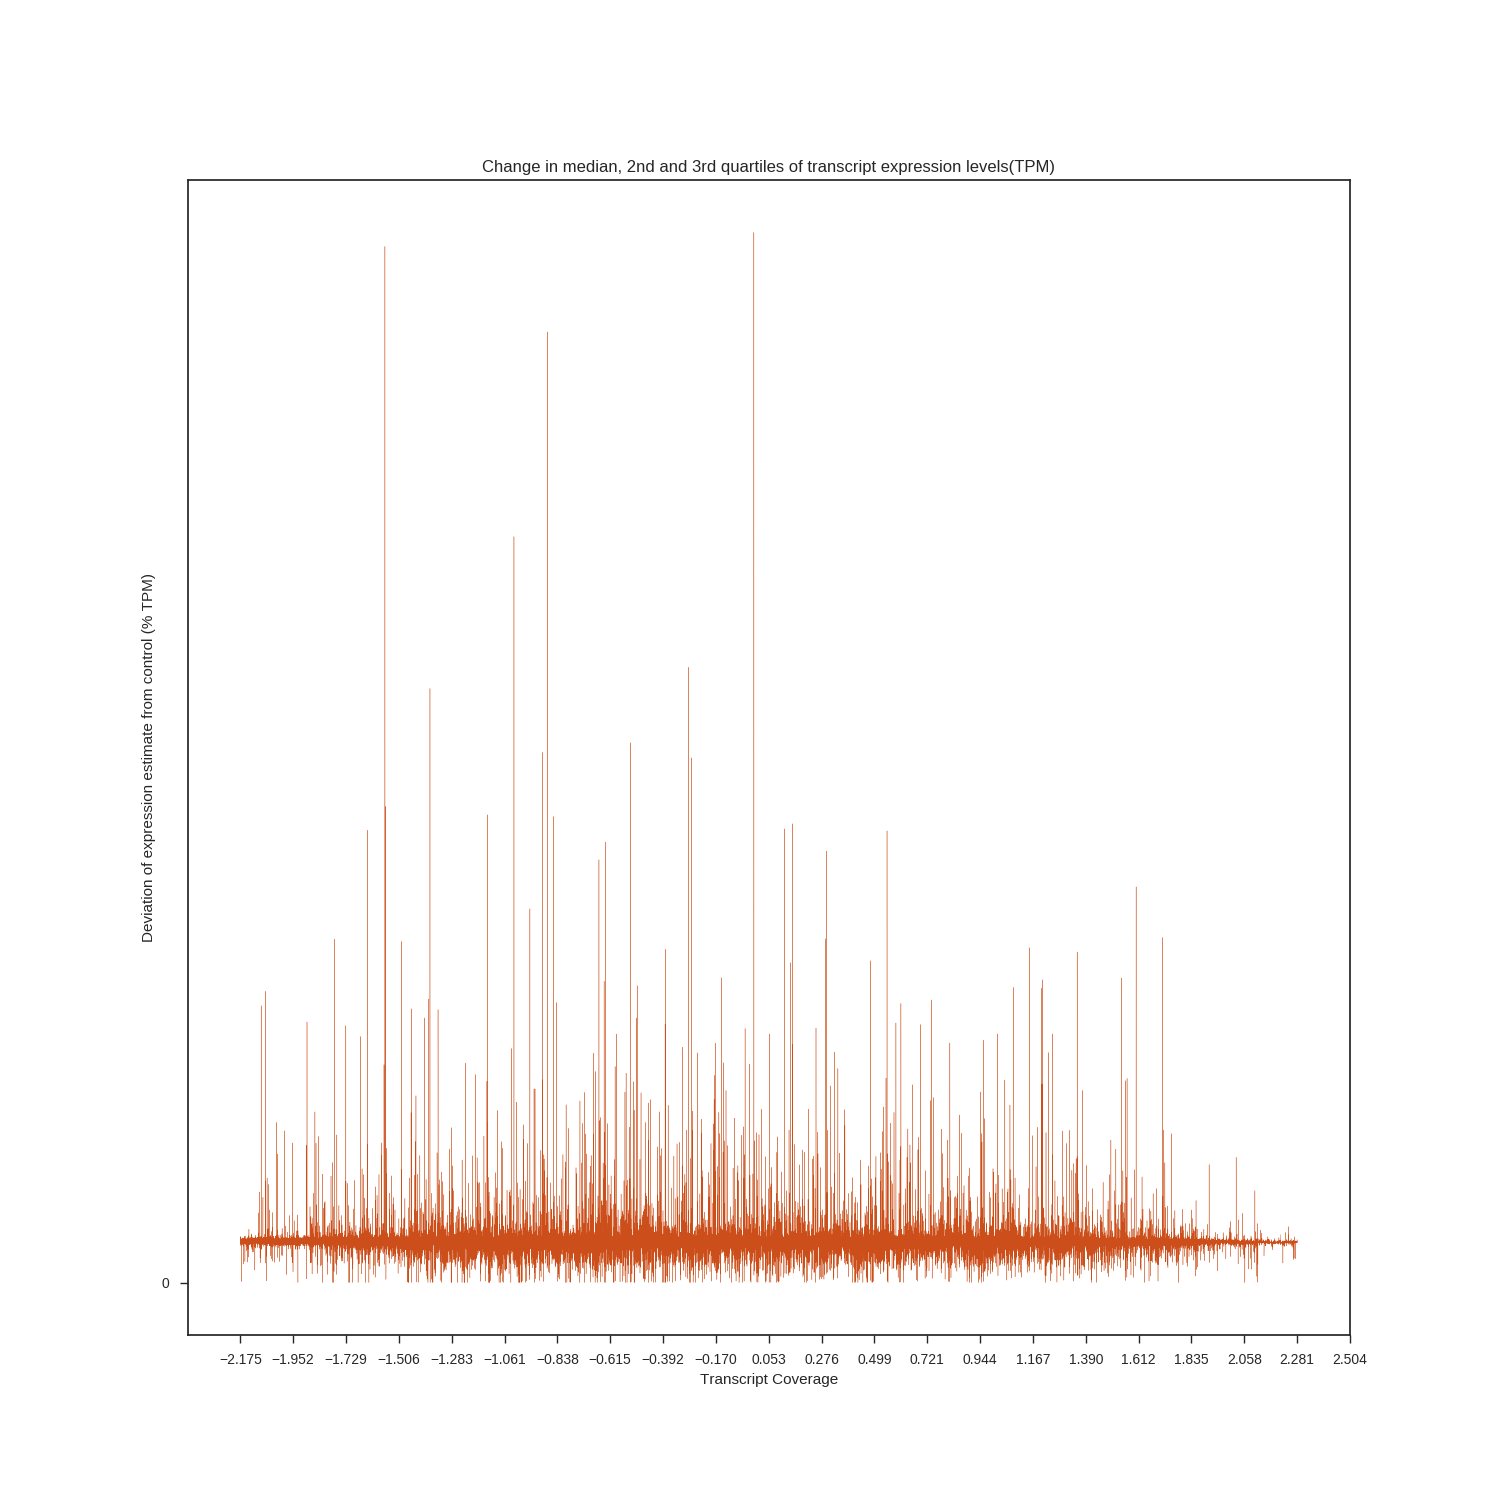 Change in median, 2nd and 3rd quartiles of transcript expression levels(TPM)
Deviation of expression estimate from control (% TPM)
0
−2.175 −1.952 −1.729 −1.506 −1.283 −1.061 −0.838 −0.615 −0.392 −0.170 0.053 0.276 0.499 0.721 0.944 1.167 1.390 1.612 1.835 2.058 2.281 2.504
Transcript Coverage